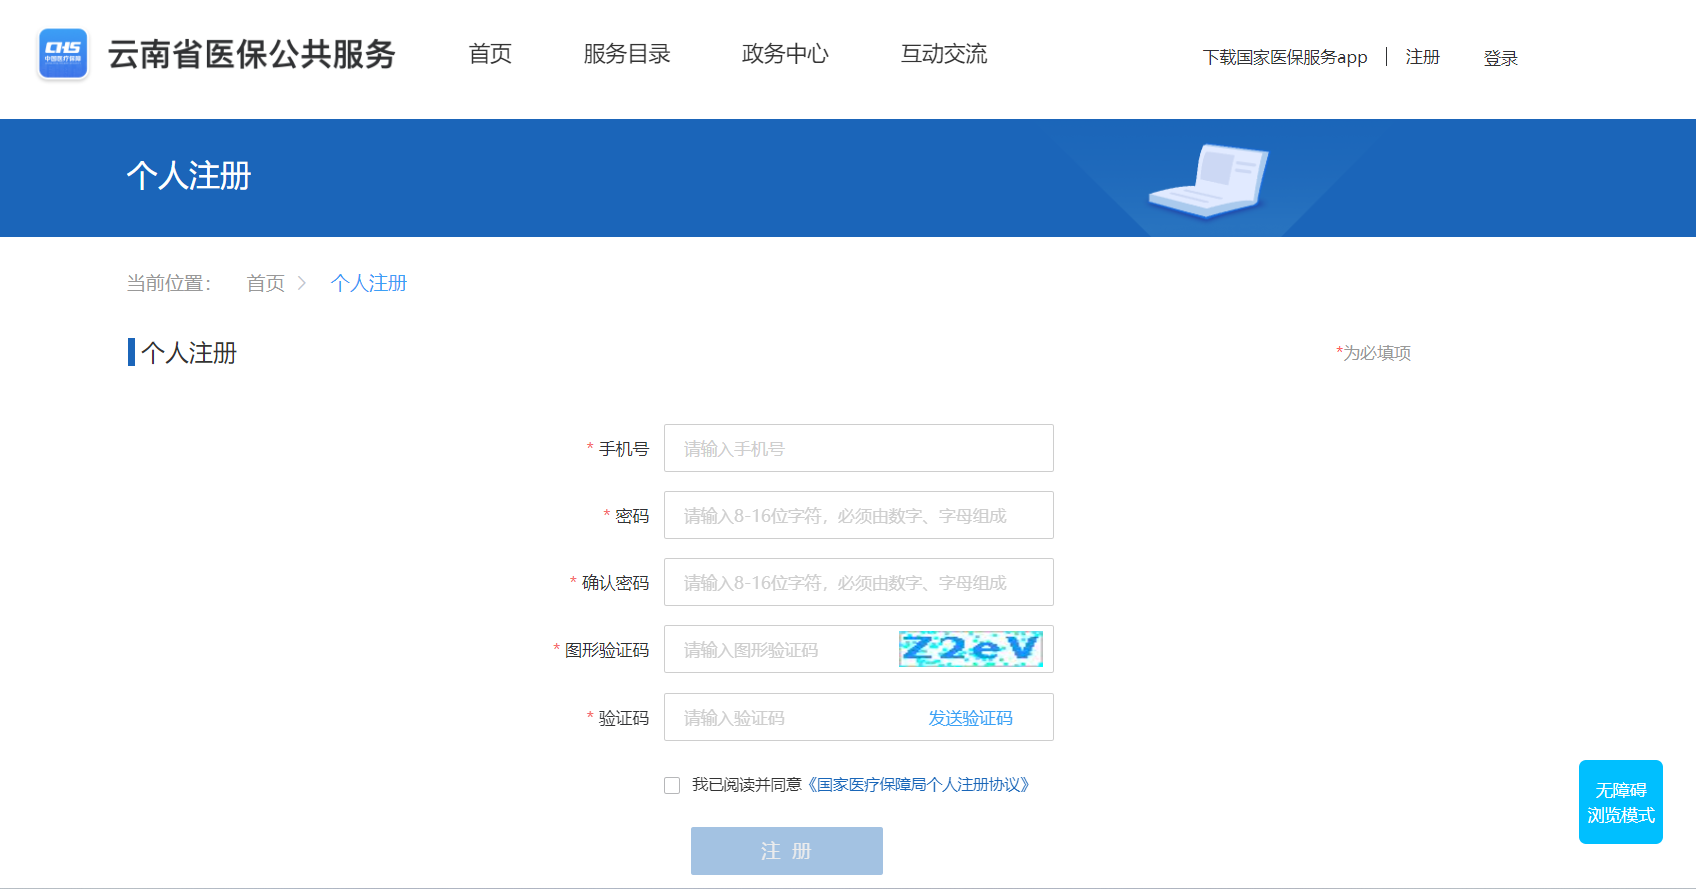 CHS
中国医疗保障
云南省医保公共服务
首页
服务目录
政务中心
互动交流
下载国家医保服务app
注册
登录
个人注册
当前位置：
首页
个人注册
个人注册
*为必填项
* 手机号
请输入手机号
* 密码
请输入8-16位字符，必须由数字、字母组成
* 确认密码
请输入8-16位字符，必须由数字、字母组成
* 图形验证码
请输入图形验证码
Z2eV
* 验证码
请输入验证码
发送验证码
我已阅读并同意《国家医疗保障局个人注册协议》
注 册
无障碍
浏览模式